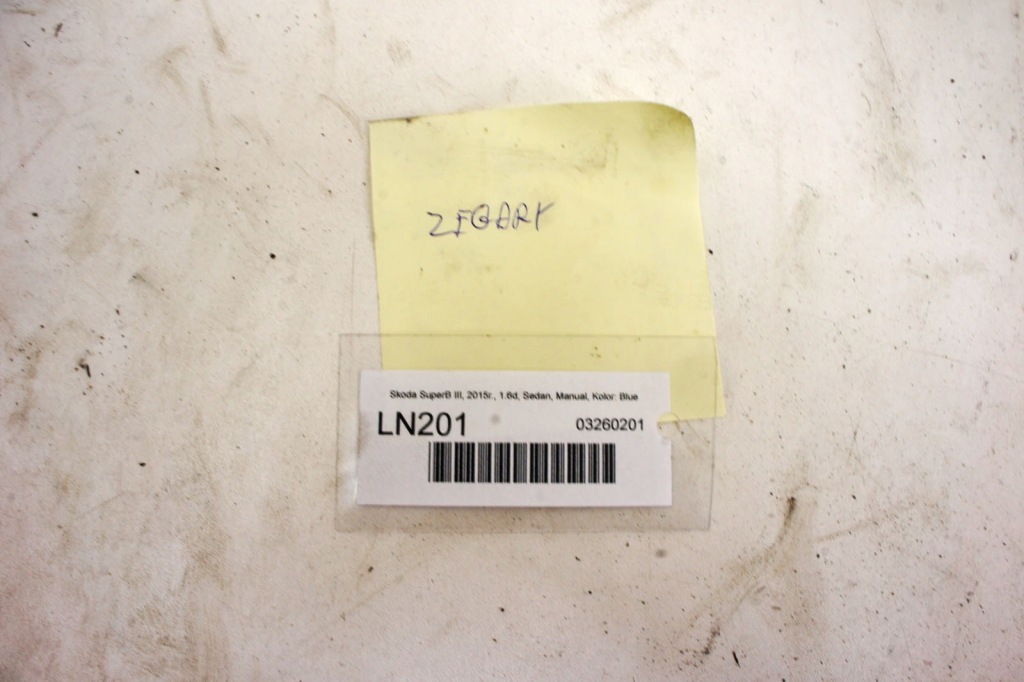 ZEGARY
Skoda SuperB III, 2015r., 1.6d, Sedan, Manual, Kolor: Blue
LN201
03260201